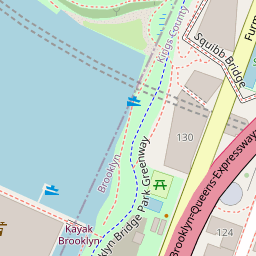 Squibb Bridge
Furm
Kings County
Brooklyn-Queens Expressway
130
Brooklyn
Brooklyn Bridge Park Greenway
Kayak
Brooklyn
124